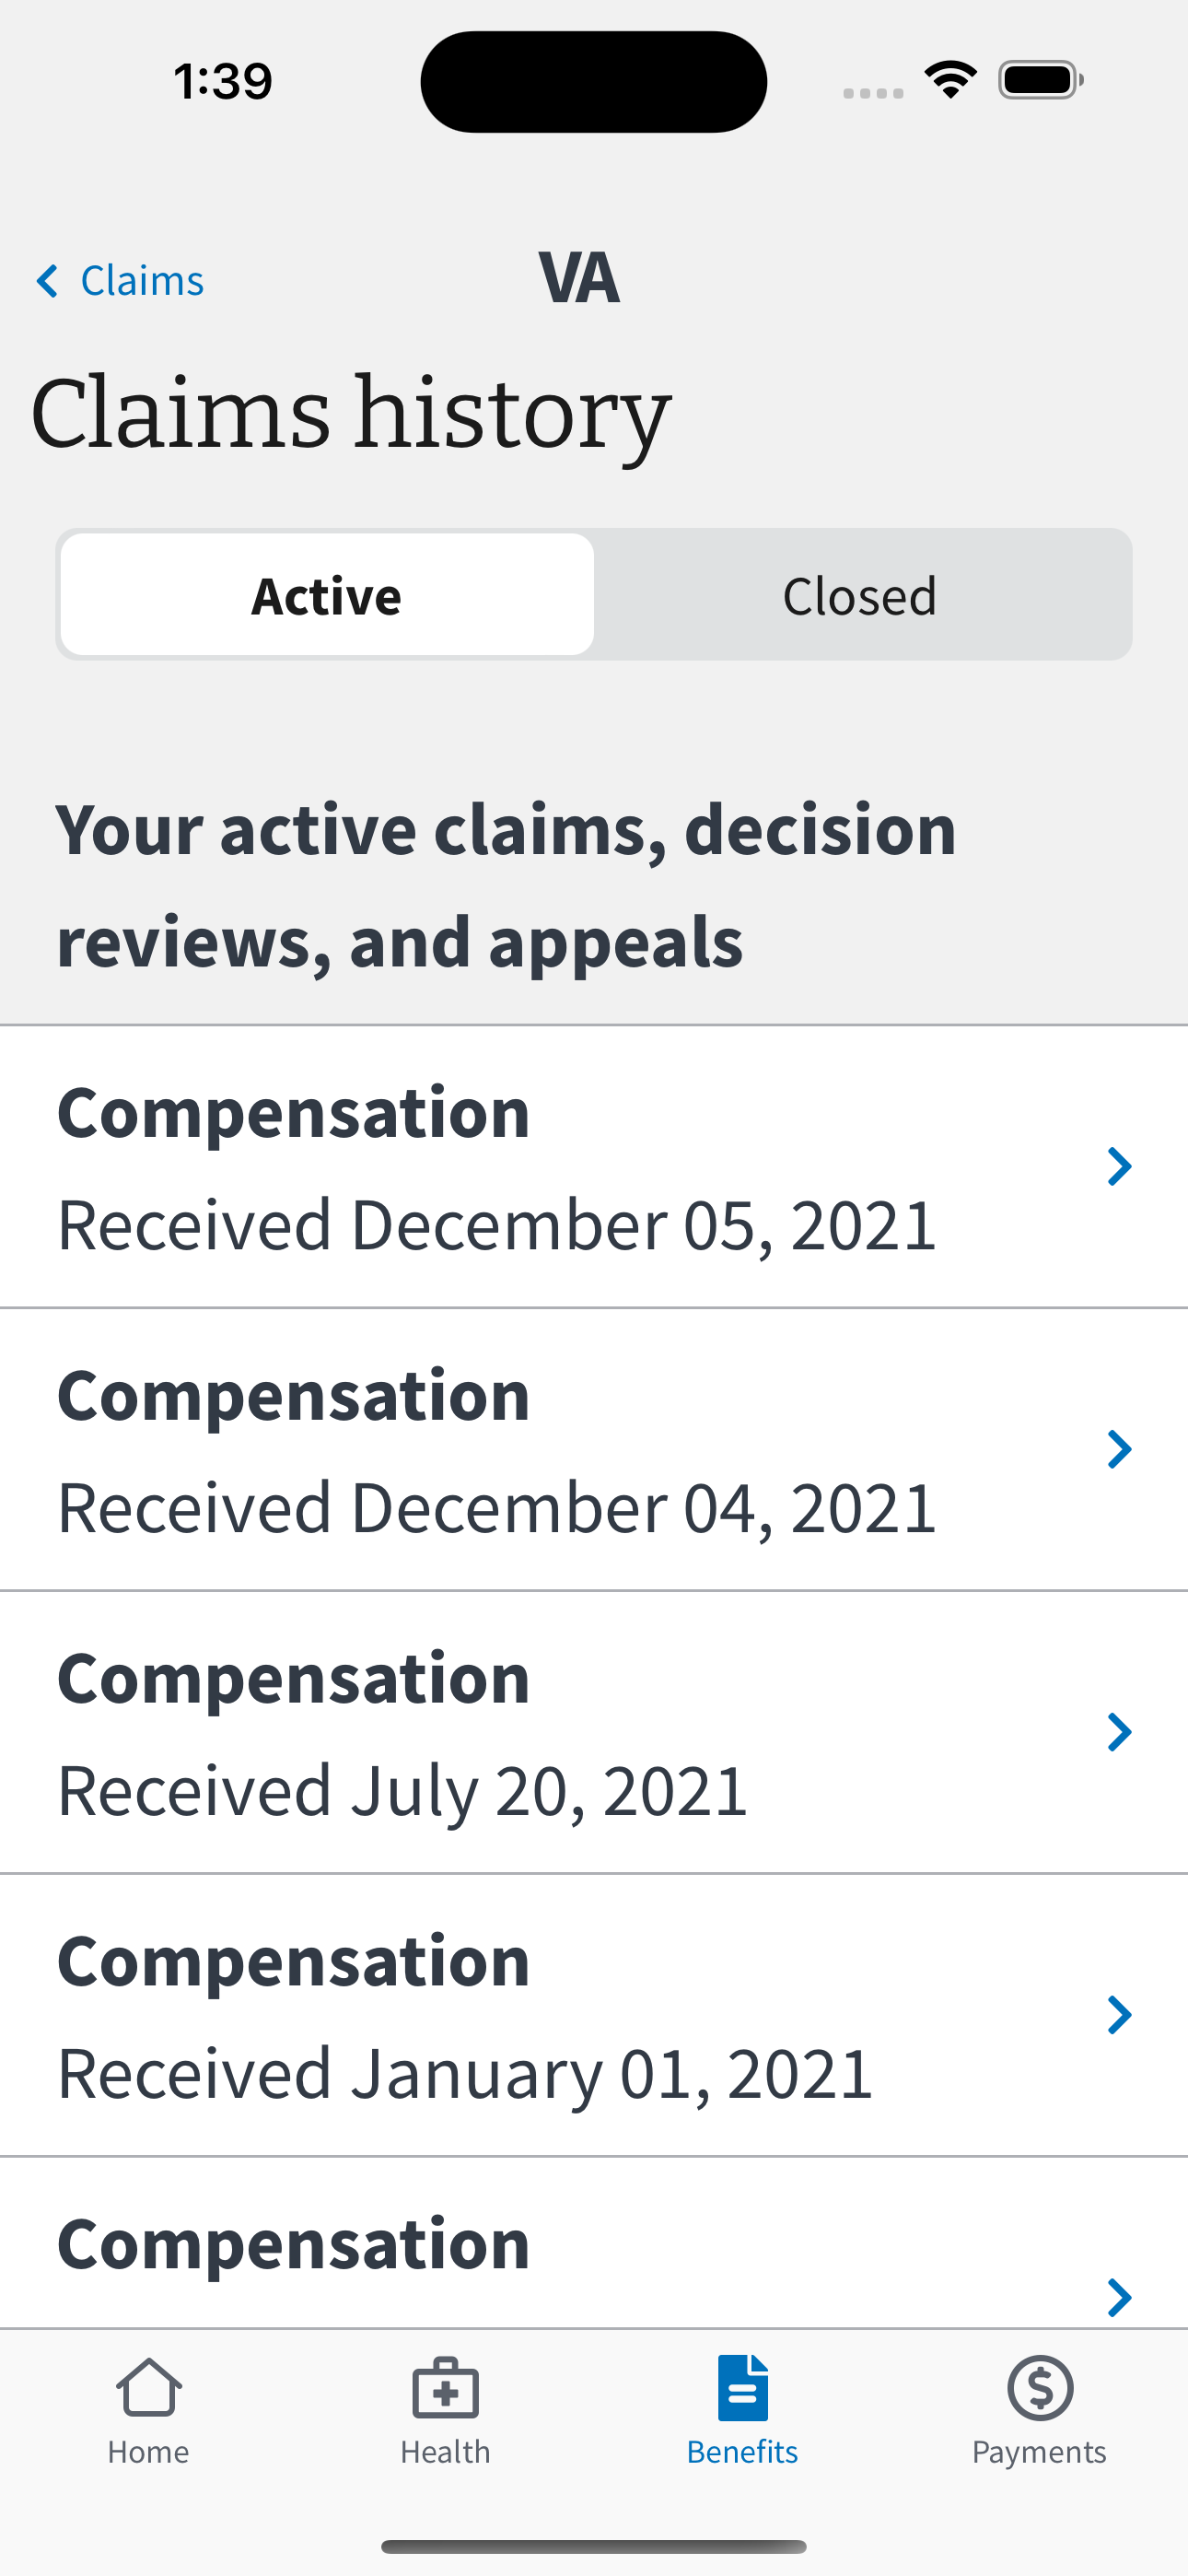 1:39
Claims
VA
Claims history
Active
Closed
Your active claims, decision
reviews, and appeals
Compensation
Received December 05, 2021
Compensation
Received December 04, 2021
Compensation
Received July 20, 2021
Compensation
Received January 01, 2021
Compensation
Home
Health
Benefits
Payments